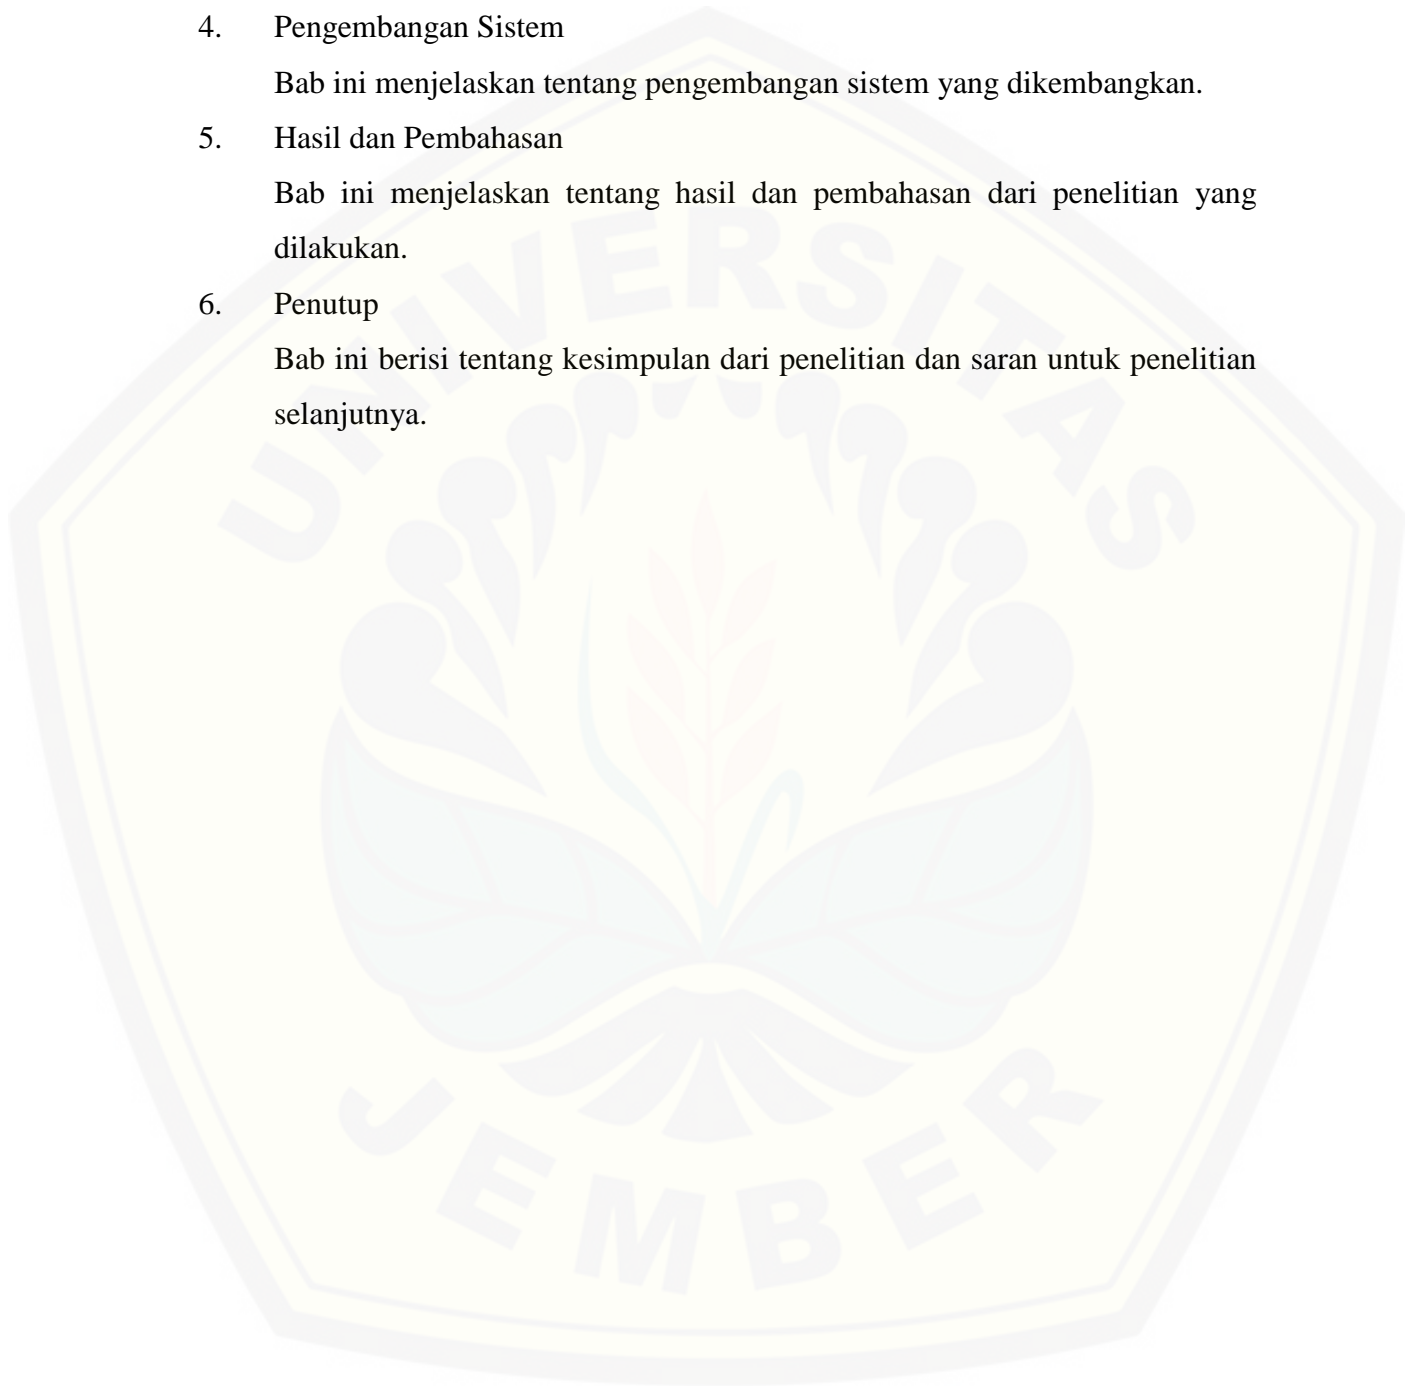 4. Pengembangan Sistem
Bab ini menjelaskan tentang pengembangan sistem yang dikembangkan.
5. Hasil dan Pembahasan
Bab ini menjelaskan tentang hasil dan pembahasan dari penelitian yang
dilakukan.
6. Penutup
Bab ini berisi tentang kesimpulan dari penelitian dan saran untuk penelitian
selanjutnya.
UNIVERSITAS
JEMBER